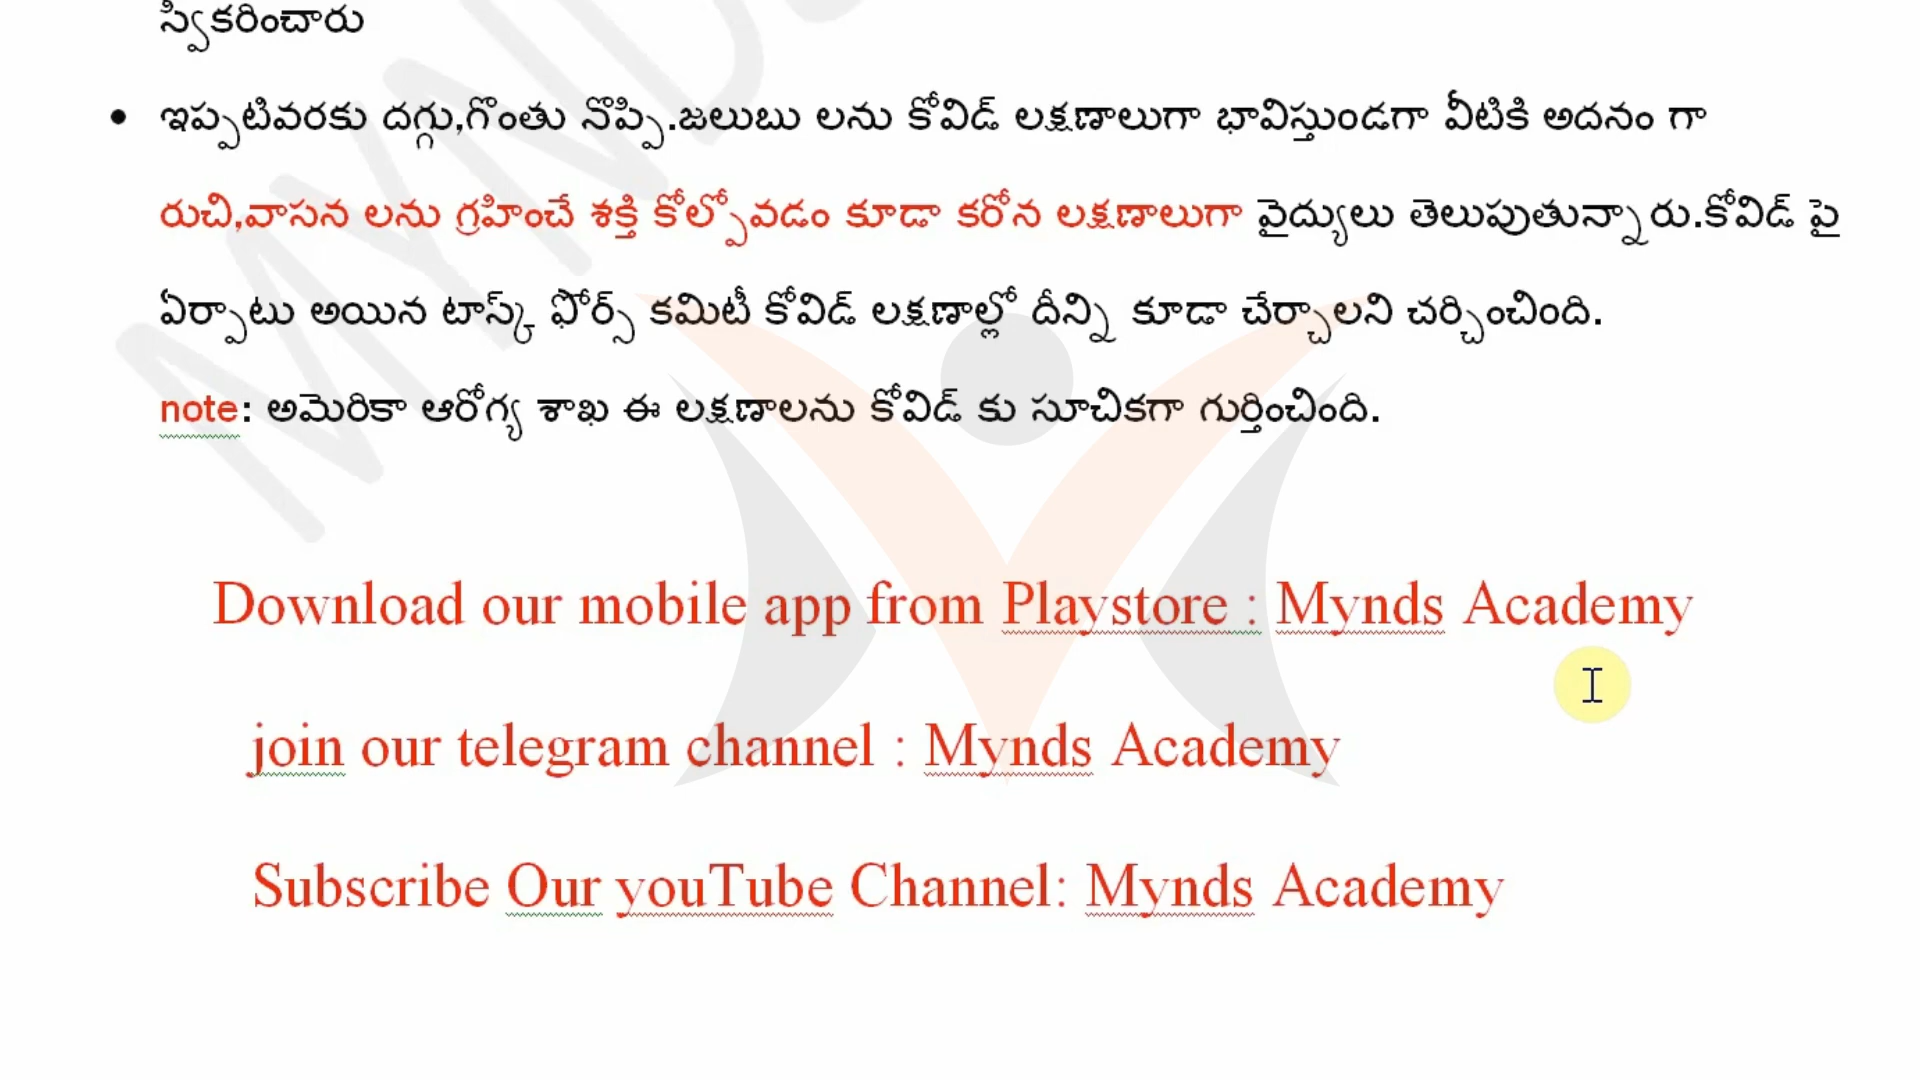 స్వీకరించారు
• ఇప్పటివరకు దగ్గు,గొంతు నొప్పి.జలుబు లను కోవిడ్ లక్షణాలుగా భావిస్తుండగా వీటికి అదనం గా
రుచి,వాసన లను గ్రహించే శక్తి కోల్పోవడం కూడా కరోన లక్షణాలుగా వైద్యులు తెలుపుతున్నారు.కోవిడ్ పై
ఏర్పాటు అయిన టాస్క్ ఫోర్స్ కమిటీ కోవిడ్ లక్షణాల్లో దీన్ని కూడా చేర్చాలని చర్చించింది.
note: అమెరికా ఆరోగ్య శాఖ ఈ లక్షణాలను కోవిడ్ కు సూచికగా గుర్తించింది.
Download our mobile app from Playstore : Mynds Academy
join our telegram channel : Mynds Academy
Subscribe Our youTube Channel: Mynds Academy